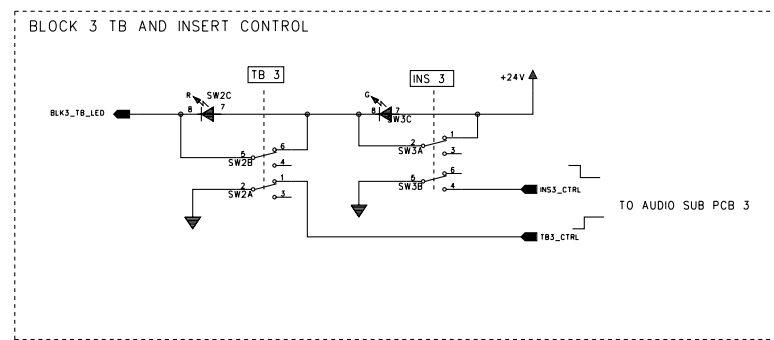 BLOCK 3 TB AND INSERT CONTROL
TB 3
INS 3
+24V
R
SW2C
G
8 7
8 7
SW3C
BLK3_TB_LED
6
1
5
2
SW2B
4
SW3A
3
1
6
2
5
SW2A
3
SW3B
4
INS3_CTRL
TO AUDIO SUB PCB 3
TB3_CTRL